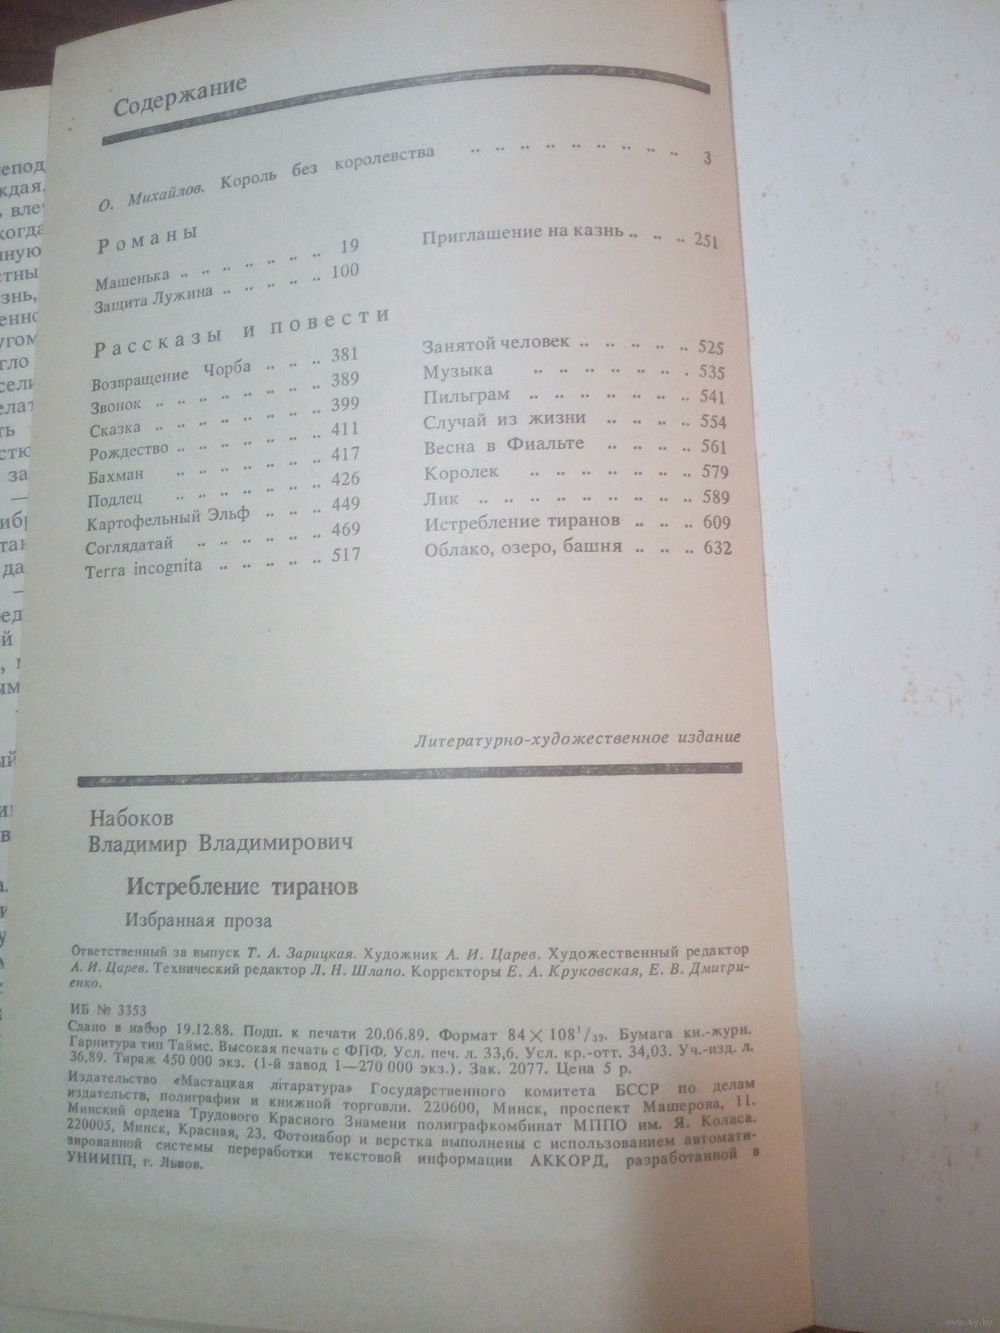 Содержание
О. Михайлов. Король без королевства .. .. .. .. .. .. .. .. .. 3
Романы
Машенька .. .. .. .. .. .. .. .. 19
Защита Лужина .. .. .. .. .. .. 100
Приглашение на казнь .. .. .. 251
Рассказы и повести
Возвращение Чорба .. .. .. 381
Звонок .. .. .. .. .. .. .. .. 389
Сказка .. .. .. .. .. .. .. .. 399
Рождество .. .. .. .. .. .. .. 411
Бахман .. .. .. .. .. .. .. 417
Подлец .. .. .. .. .. .. .. 426
Картофельный Эльф .. .. .. 449
Соглядатай .. .. .. .. .. .. 469
Terra incognita .. .. .. .. .. 517
Занятой человек .. .. .. .. .. 525
Музыка .. .. .. .. .. .. . 535
Пильграм .. .. .. .. .. .. .. 541
Случай из жизни .. .. .. .. 554
Весна в Фиальте .. .. .. .. 561
Королек .. .. .. .. .. .. .. 579
Лик .. .. .. .. .. .. .. .. .. 589
Истребление тиранов .. .. .. 609
Облако, озеро, башня .. .. .. 632
Литературно-художественное издание
Набоков
Владимир Владимирович
Истребление тиранов
Избранная проза
Ответственный за выпуск Т. А. Зарицкая. Художник А. И. Царев. Художественный редактор
А. И. Царев. Технический редактор Л. Н. Шлапо. Корректоры Е. А. Круковская, Е. В. Дмитри-
енко.
ИБ № 3353
Сдано в набор 19.12.88. Подп. к печати 20.06.89. Формат 84×108¹/₃₂. Бумага кн.-журн.
Гарнитура тип Таймс. Высокая печать с ФПФ. Усл. печ. л. 33,6. Усл. кр.-отт. 34,03. Уч.-изд. л.
36,89. Тираж 450 000 экз. (1-й завод 1—270 000 экз.). Зак. 2077. Цена 5 р.
Издательство «Мастацкая літаратура» Государственного комитета БССР по делам
издательств, полиграфии и книжной торговли. 220600, Минск, проспект Машерова, 11.
Минский ордена Трудового Красного Знамени полиграфкомбинат МППО им. Я. Коласа.
220005, Минск, Красная, 23. Фотонабор и верстка выполнены с использованием автомати-
зированной системы переработки текстовой информации АККОРД, разработанной в
УНИИПП, г. Львов.
www.ay.by